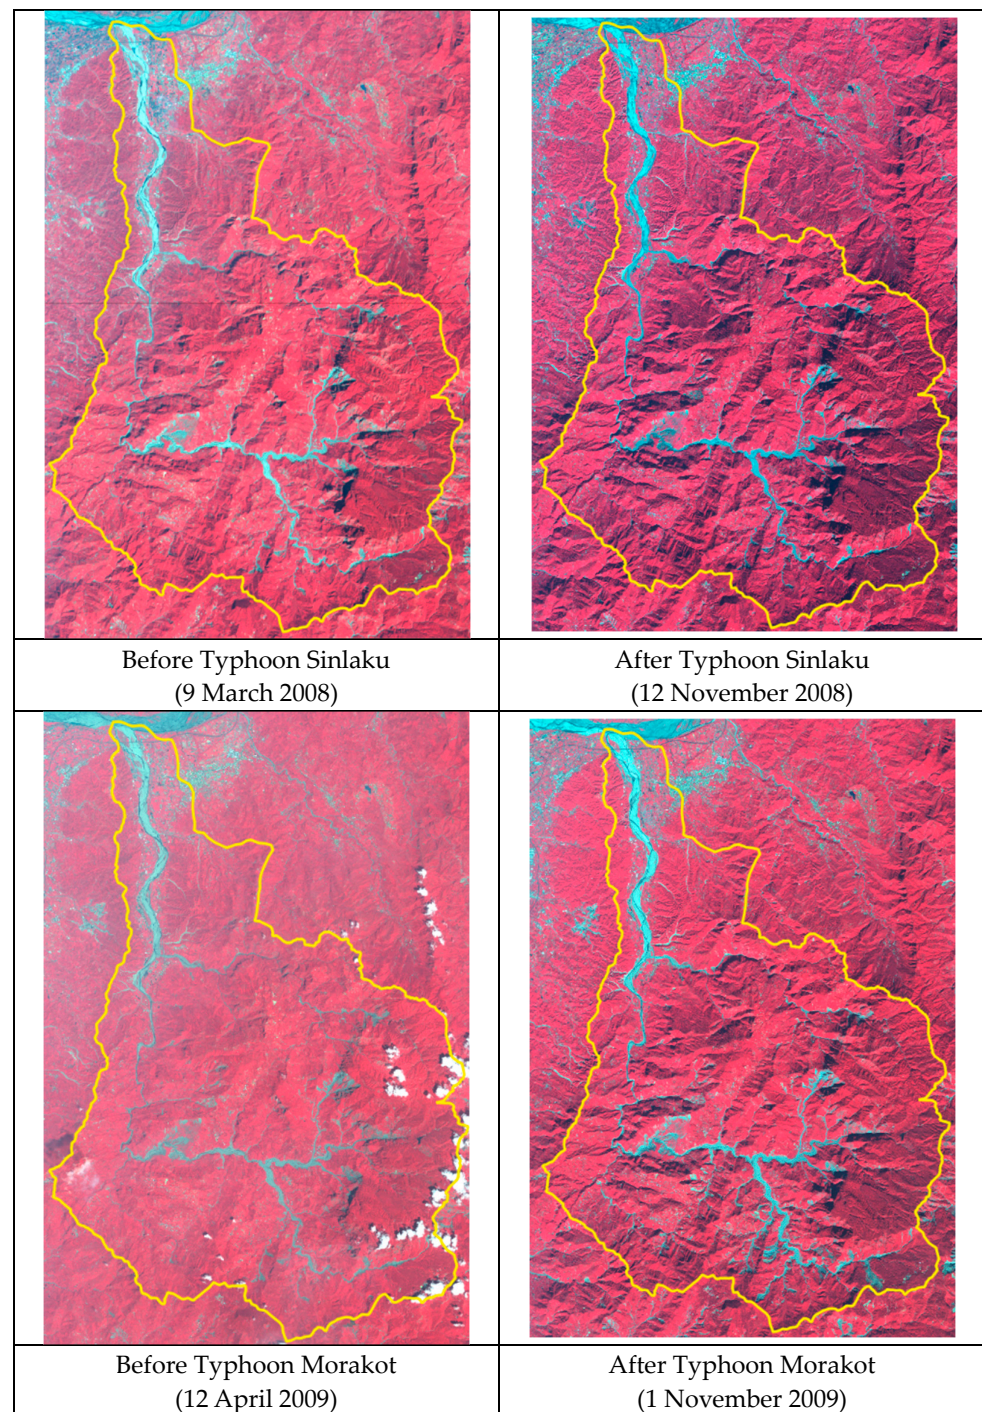 Before Typhoon Sinlaku
(9 March 2008)
After Typhoon Sinlaku
(12 November 2008)
Before Typhoon Morakot
(12 April 2009)
After Typhoon Morakot
(1 November 2009)